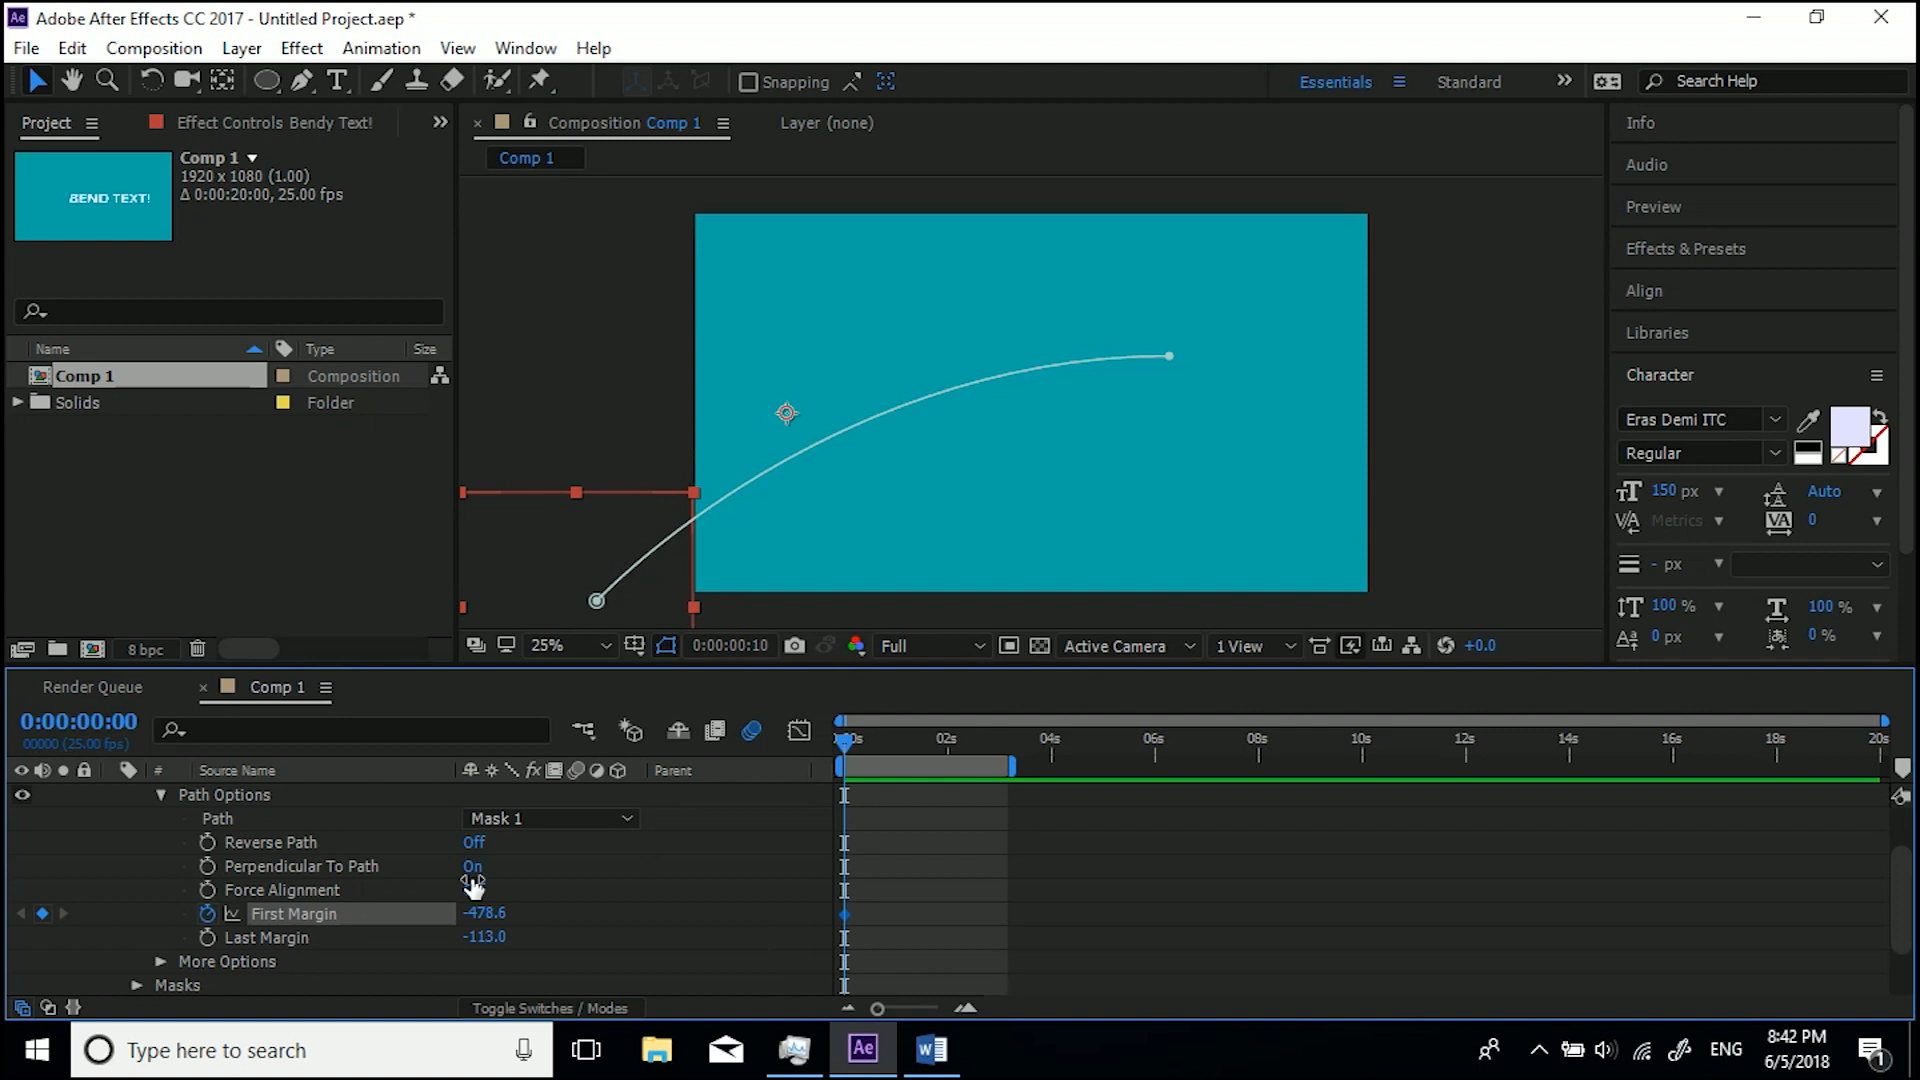 Ae Adobe After Effects CC 2017 - Untitled Project.aep *
File Edit Composition Layer Effect Animation View Window Help
T Snapping Essentials Standard Search Help
Project Effect Controls Bendy Text! Composition Comp 1 Layer (none) Info
Comp 1
1920 x 1080 (1.00)
Δ 0:00:20:00, 25.00 fps
BEND TEXT!
Comp 1
Audio
Preview
Effects & Presets
Align
Libraries
Character
Name Type Size
Comp 1 Composition
Solids Folder
Eras Demi ITC
Regular
150 px Auto
Metrics 0
- px
100 % 100 %
0 px 0 %
8 bpc 25% 0:00:00:10 Full Active Camera 1 View +0.0
Render Queue Comp 1
0:00:00:00
00000 (25.00 fps)
02s 04s 06s 08s 10s 12s 14s 16s 18s 20s
# Source Name fx Parent
Path Options
Path Mask 1
Reverse Path Off
Perpendicular To Path On
Force Alignment
First Margin -478.6
Last Margin -113.0
More Options
Masks
Toggle Switches / Modes
Type here to search Ae ENG 8:42 PM
6/5/2018
1